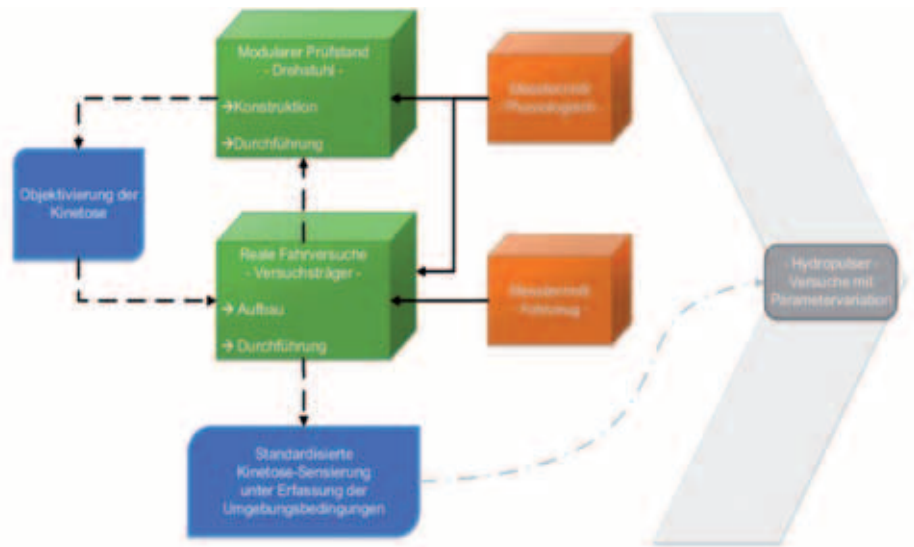 Modularer Prüfstand
- Drehstuhl -
→Konstruktion
→Durchführung
Objektivierung der
Kinetose
Reale Fahrversuche
- Versuchsträger -
→ Aufbau
→ Durchführung
- Hydropulser -
Versuche mit
Parametervariation
Standardisierte
Kinetose-Sensierung
unter Erfassung der
Umgebungsbedingungen